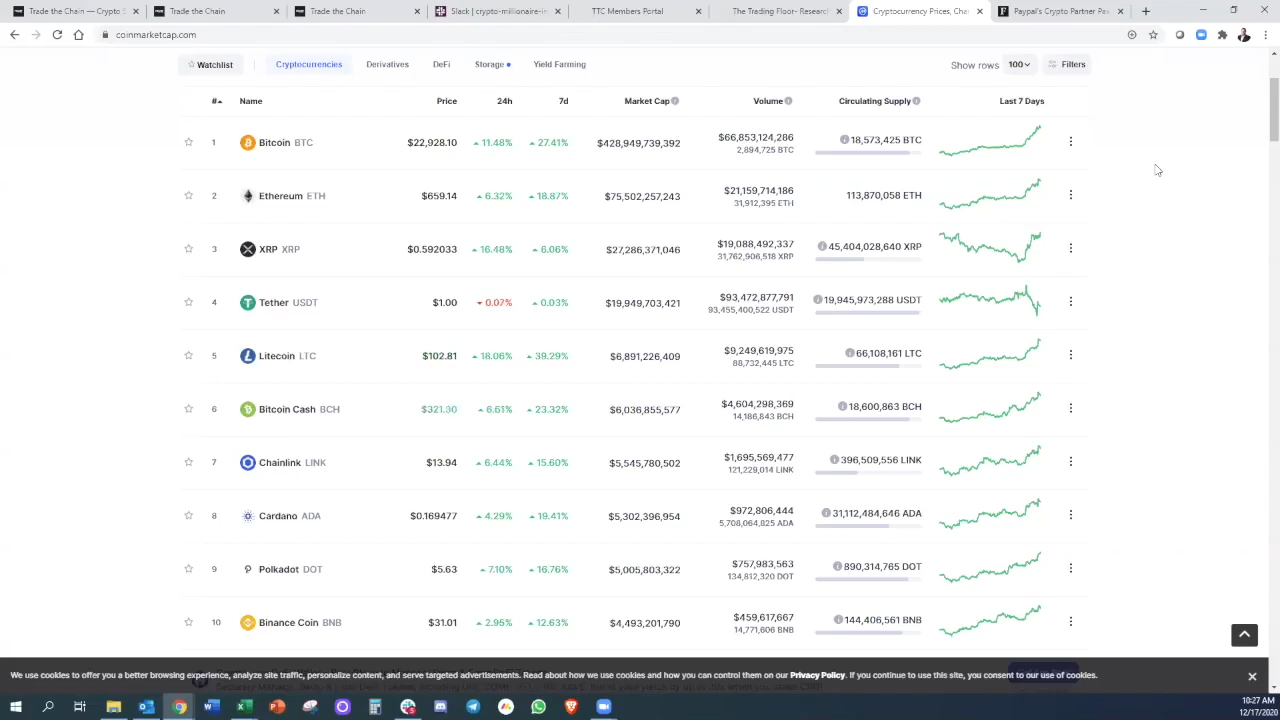 Trade the Chain — Crypto S
Trade the Chain
Trade the Chain
Slack | crypto-millionaire-in
TTC Members Portal
The Trading Floor- Resear
Cryptocurrency Prices, Cha
Paypal's Crypto Partner Pax
coinmarketcap.com
Watchlist Cryptocurrencies Derivatives DeFi Storage Yield Farming Show rows 100 Filters
# Name Price 24h 7d Market Cap Volume Circulating Supply Last 7 Days
1 Bitcoin BTC $22,928.10 11.48% 27.41% $428,949,739,392 $66,853,124,286 18,573,425 BTC
2,894,725 BTC
2 Ethereum ETH $659.14 6.32% 18.87% $75,502,257,243 $21,159,714,186 113,870,058 ETH
31,912,395 ETH
3 XRP XRP $0.592033 16.48% 6.06% $27,286,371,046 $19,088,492,337 45,404,028,640 XRP
31,762,906,518 XRP
4 Tether USDT $1.00 0.07% 0.03% $19,949,703,421 $93,472,877,791 19,945,973,288 USDT
93,455,400,522 USDT
5 Litecoin LTC $102.81 18.06% 39.29% $6,891,226,409 $9,249,619,975 66,108,161 LTC
88,732,445 LTC
6 Bitcoin Cash BCH $321.30 6.61% 23.32% $6,036,855,577 $4,604,298,369 18,600,863 BCH
14,186,843 BCH
7 Chainlink LINK $13.94 6.44% 15.60% $5,545,780,502 $1,695,569,477 396,509,556 LINK
121,229,014 LINK
8 Cardano ADA $0.169477 4.29% 19.41% $5,302,396,954 $972,806,444 31,112,484,646 ADA
5,708,064,825 ADA
9 Polkadot DOT $5.63 7.10% 16.76% $5,005,803,322 $757,983,563 890,314,765 DOT
134,812,320 DOT
10 Binance Coin BNB $31.01 2.95% 12.63% $4,493,201,790 $459,617,667 144,406,561 BNB
14,771,606 BNB
We use cookies to offer you a better browsing experience, analyze site traffic, personalize content, and serve targeted advertisements. Read about how we use cookies and how you can control them on our Privacy Policy. If you continue to use this site, you consent to our use of cookies.
10:27 AM
12/17/2020